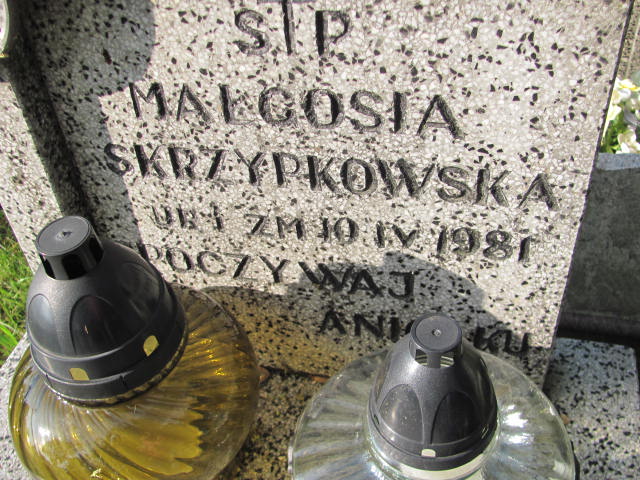 S P
MAŁGOSIA
SKRZYPKOWSKA
UR I ZM 10 IV 1981
POCZYWAJ